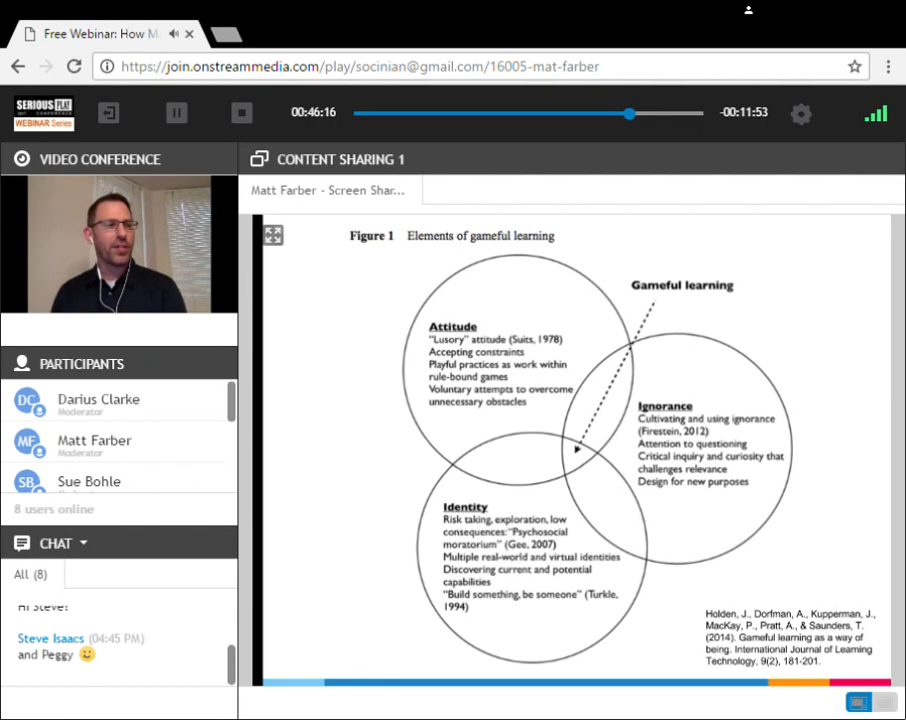 Free Webinar: How M
https://join.onstreammedia.com/play/socinian@gmail.com/16005-mat-farber
SERIOUS PLAY
CONFERENCE
WEBINAR Series
00:46:16
-00:11:53
VIDEO CONFERENCE
CONTENT SHARING 1
Matt Farber - Screen Shar...
PARTICIPANTS
DC
Darius Clarke
Moderator
MF
Matt Farber
Moderator
SB
Sue Bohle
8 users online
CHAT
All (8)
Hi Steve!
Steve Isaacs (04:45 PM)
and Peggy
Figure 1 Elements of gameful learning
Gameful learning
Attitude
"Lusory" attitude (Suits, 1978)
Accepting constraints
Playful practices as work within
rule-bound games
Voluntary attempts to overcome
unnecessary obstacles
Ignorance
Cultivating and using ignorance
(Firestein, 2012)
Attention to questioning
Critical inquiry and curiosity that
challenges relevance
Design for new purposes
Identity
Risk taking, exploration, low
consequences: "Psychosocial
moratorium" (Gee, 2007)
Multiple real-world and virtual identities
Discovering current and potential
capabilities
"Build something, be someone" (Turkle,
1994)
Holden, J., Dorfman, A., Kupperman, J.,
MacKay, P., Pratt, A., & Saunders, T.
(2014). Gameful learning as a way of
being. International Journal of Learning
Technology, 9(2), 181-201.